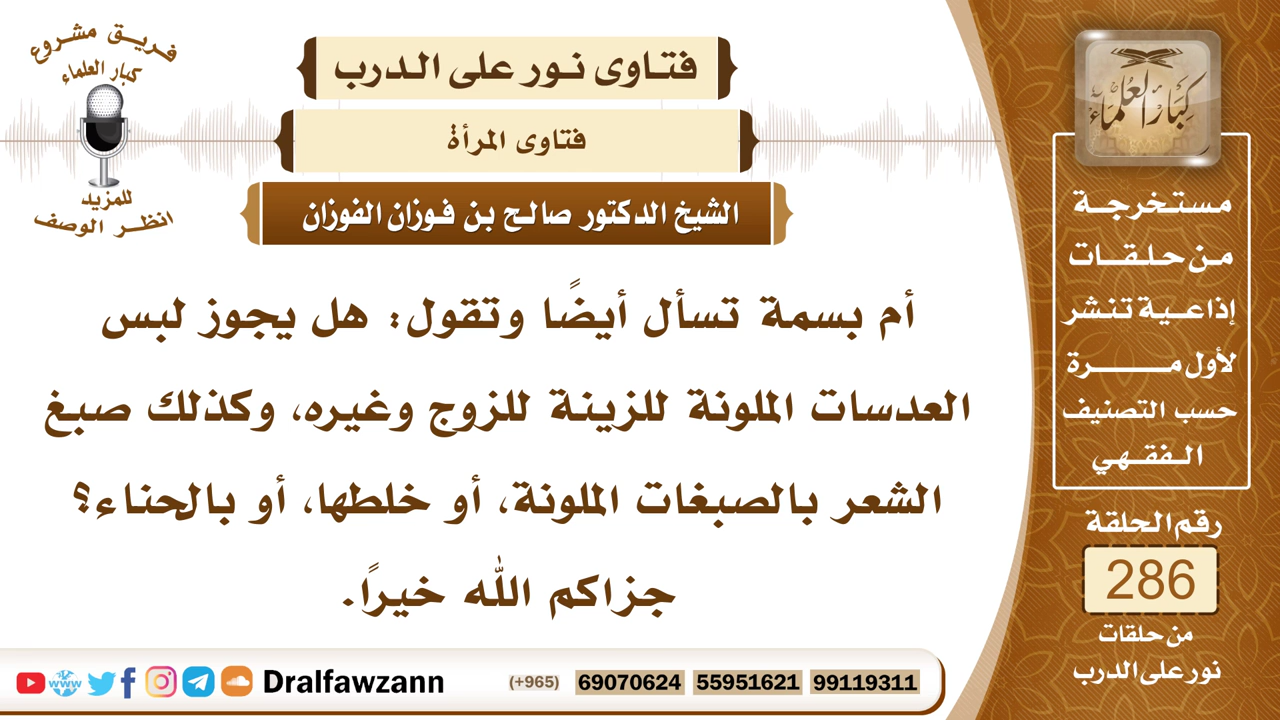 فريق مشروع
كبار العلماء
للمزيد
انظر الوصف
فتاوى نور على الدرب
فتاوى المرأة
الشيخ الدكتور صالح بن فوزان الفوزان
أم بسمة تسأل أيضًا وتقول: هل يجوز لبس
العدسات الملونة للزينة للزوج وغيره، وكذلك صبغ
الشعر بالصبغات الملونة، أو خلطها، أو بالحناء؟
جزاكم الله خيرًا.
كبار العلماء
مستخرجة
من حلقات
إذاعية تنشر
لأول مرة
حسب التصنيف
الفقهي
رقم الحلقة
286
من حلقات
نور على الدرب
www
Dralfawzann
(+965) 69070624 55951621 99119311